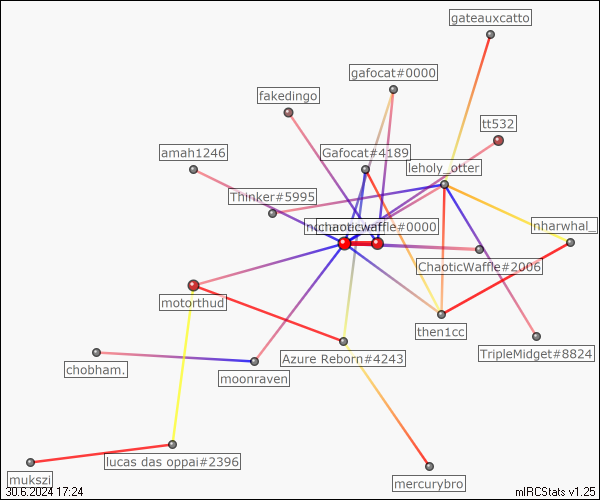 gateauxcatto
gafocat#0000
fakedingo
tt532
amah1246
Gafocat#4189
leholy_otter
Thinker#5995
chaoticwaffle#0000
nharwhal_
ChaoticWaffle#2006
motorthud
then1cc
Azure Reborn#4243
TripleMidget#8824
chobham.
moonraven
lucas das oppai#2396
mukszi
mercurybro
30.6.2024 17:24
mIRCStats v1.25